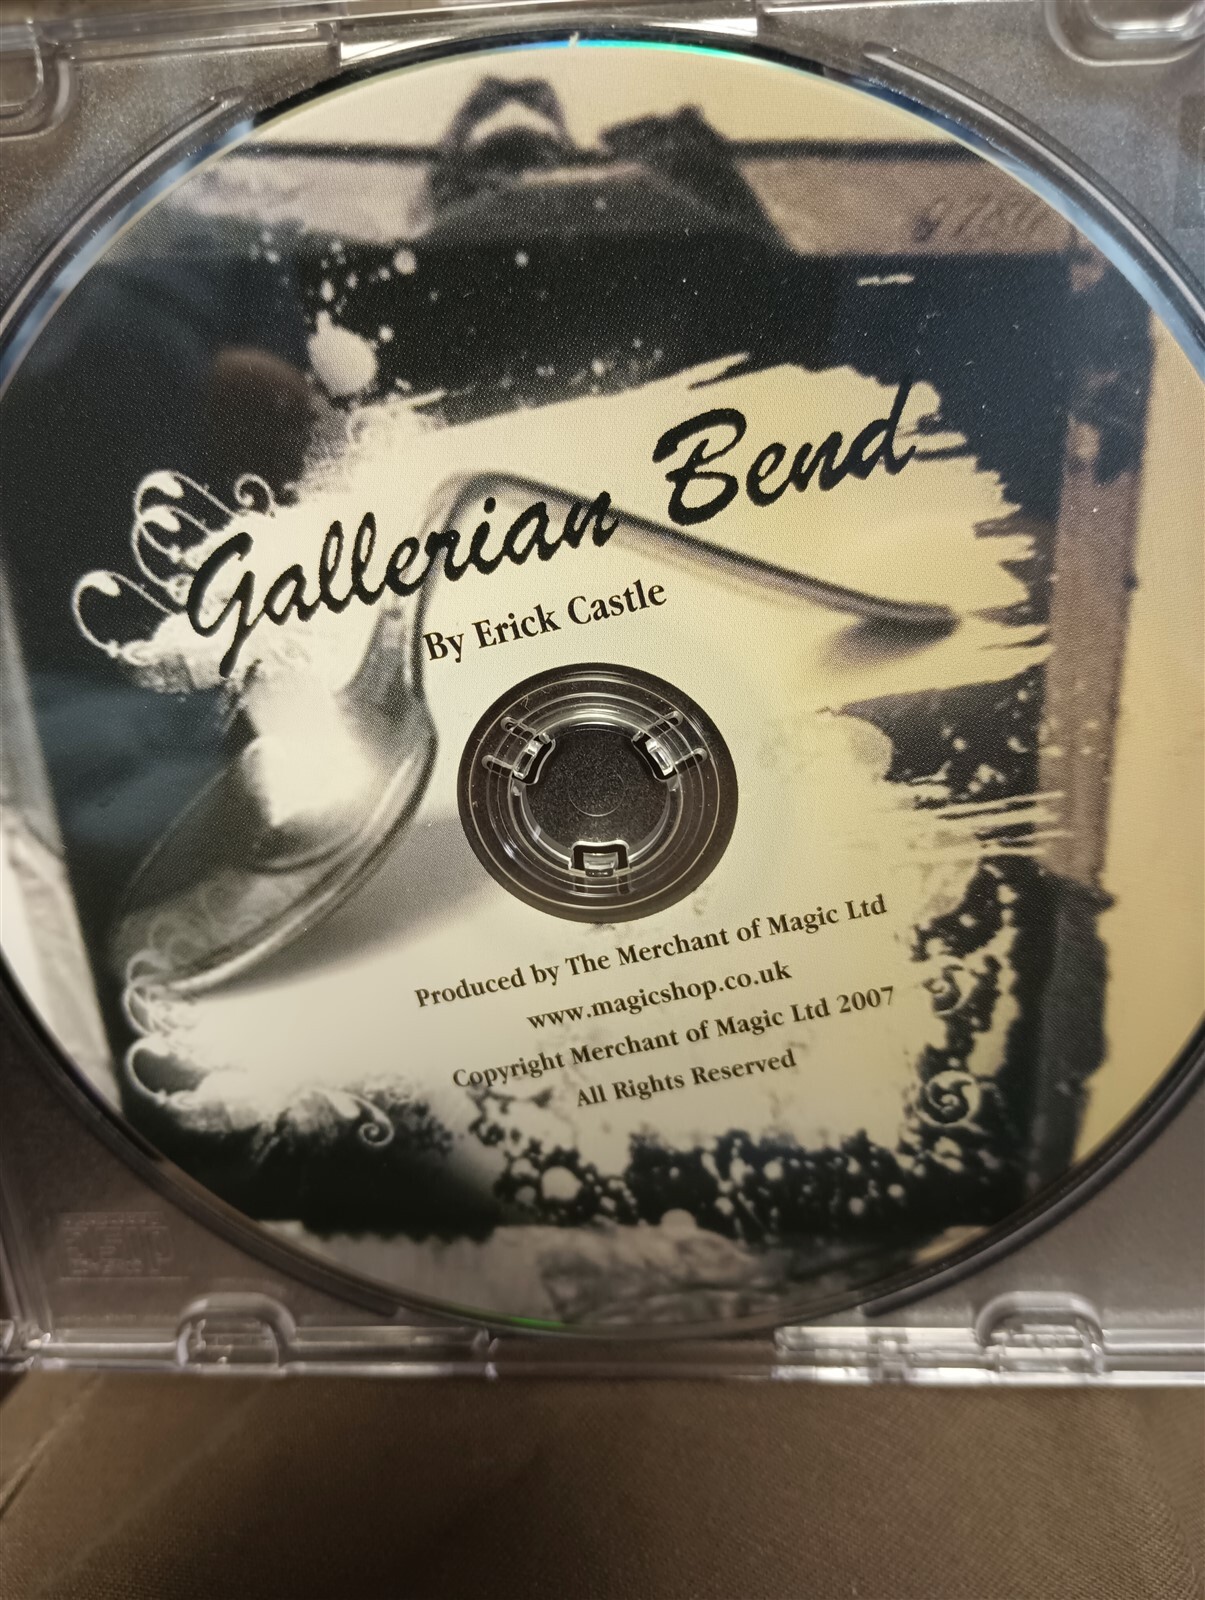 Gallerian Bend
By Erick Castle
Produced by The Merchant of Magic Ltd
www.magicshop.co.uk
Copyright Merchant of Magic Ltd 2007
All Rights Reserved